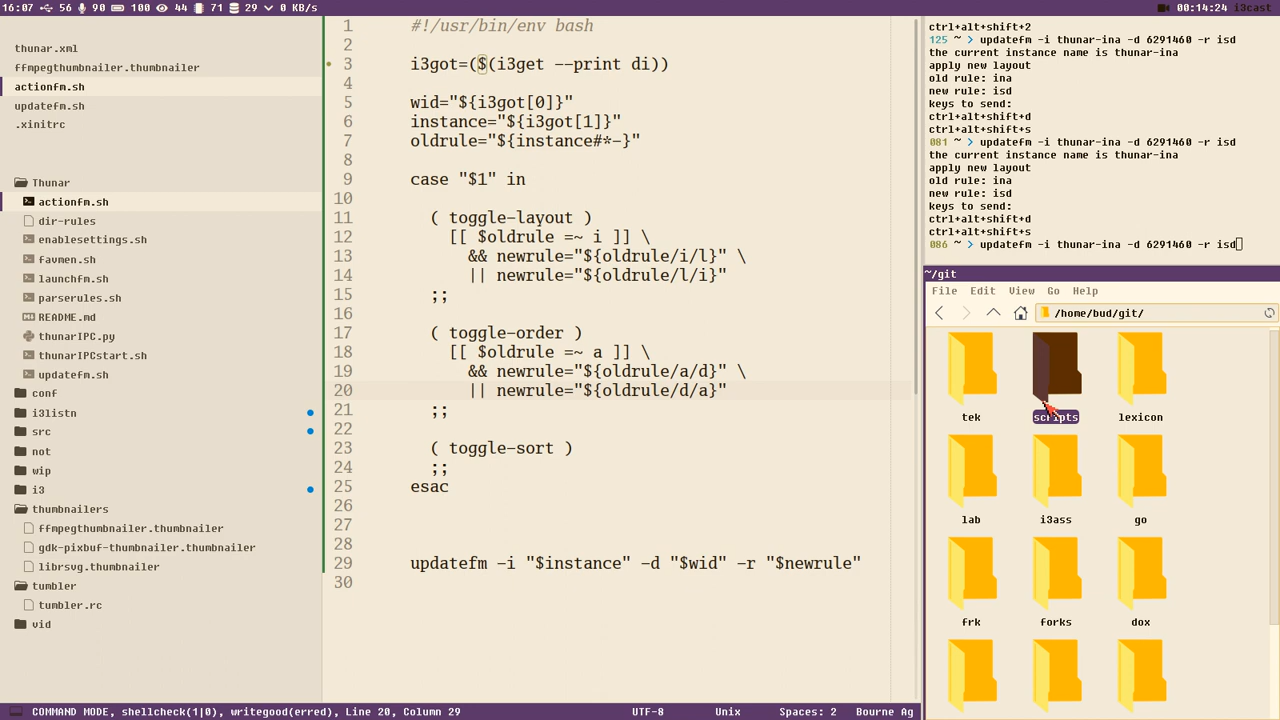 16:07 56 90 100 44 71 29 0 KB/s
00:14:24 i3cast
thunar.xml
ffmpegthumbnailer.thumbnailer
actionfm.sh
updatefm.sh
.xinitrc
Thunar
actionfm.sh
dir-rules
enablesettings.sh
favmen.sh
launchfm.sh
parserules.sh
README.md
thunarIPC.py
thunarIPCstart.sh
updatefm.sh
conf
i3listn
src
not
wip
i3
thumbnailers
ffmpegthumbnailer.thumbnailer
gdk-pixbuf-thumbnailer.thumbnailer
librsvg.thumbnailer
tumbler
tumbler.rc
vid
1 #!/usr/bin/env bash
2
3 i3got=($(i3get --print di))
4
5 wid="${i3got[0]}"
6 instance="${i3got[1]}"
7 oldrule="${instance#*-}"
8
9 case "$1" in
10
11 ( toggle-layout )
12 [[ $oldrule =~ i ]] \
13 && newrule="${oldrule/i/l}" \
14 || newrule="${oldrule/l/i}"
15 ;;
16
17 ( toggle-order )
18 [[ $oldrule =~ a ]] \
19 && newrule="${oldrule/a/d}" \
20 || newrule="${oldrule/d/a}"
21 ;;
22
23 ( toggle-sort )
24 ;;
25 esac
26
27
28
29 updatefm -i "$instance" -d "$wid" -r "$newrule"
30
COMMAND MODE, shellcheck(1|0), writegood(erred), Line 20, Column 29 UTF-8 Unix Spaces: 2 Bourne Ag
ctrl+alt+shift+2
125 ~ > updatefm -i thunar-ina -d 6291460 -r isd
the current instance name is thunar-ina
apply new layout
old rule: ina
new rule: isd
keys to send:
ctrl+alt+shift+d
ctrl+alt+shift+s
081 ~ > updatefm -i thunar-ina -d 6291460 -r isd
the current instance name is thunar-ina
apply new layout
old rule: ina
new rule: isd
keys to send:
ctrl+alt+shift+d
ctrl+alt+shift+s
086 ~ > updatefm -i thunar-ina -d 6291460 -r isd
~/git
File Edit View Go Help
/home/bud/git/
tek scripts lexicon
lab i3ass go
frk forks dox